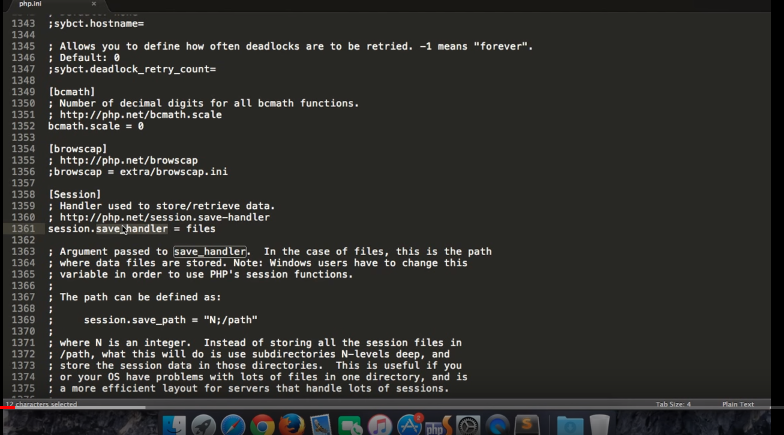 php.ini
1343 ;sybct.hostname=
1344
1345 ; Allows you to define how often deadlocks are to be retried. -1 means "forever".
1346 ; Default: 0
1347 ;sybct.deadlock_retry_count=
1348
1349 [bcmath]
1350 ; Number of decimal digits for all bcmath functions.
1351 ; http://php.net/bcmath.scale
1352 bcmath.scale = 0
1353
1354 [browscap]
1355 ; http://php.net/browscap
1356 ;browscap = extra/browscap.ini
1357
1358 [Session]
1359 ; Handler used to store/retrieve data.
1360 ; http://php.net/session.save-handler
1361 session.save_handler = files
1362
1363 ; Argument passed to save_handler. In the case of files, this is the path
1364 ; where data files are stored. Note: Windows users have to change this
1365 ; variable in order to use PHP's session functions.
1366 ;
1367 ; The path can be defined as:
1368 ;
1369 ; session.save_path = "N;/path"
1370 ;
1371 ; where N is an integer. Instead of storing all the session files in
1372 ; /path, what this will do is use subdirectories N-levels deep, and
1373 ; store the session data in those directories. This is useful if you
1374 ; or your OS have problems with lots of files in one directory, and is
1375 ; a more efficient layout for servers that handle lots of sessions.
12 characters selected Tab Size: 4 Plain Text
php S